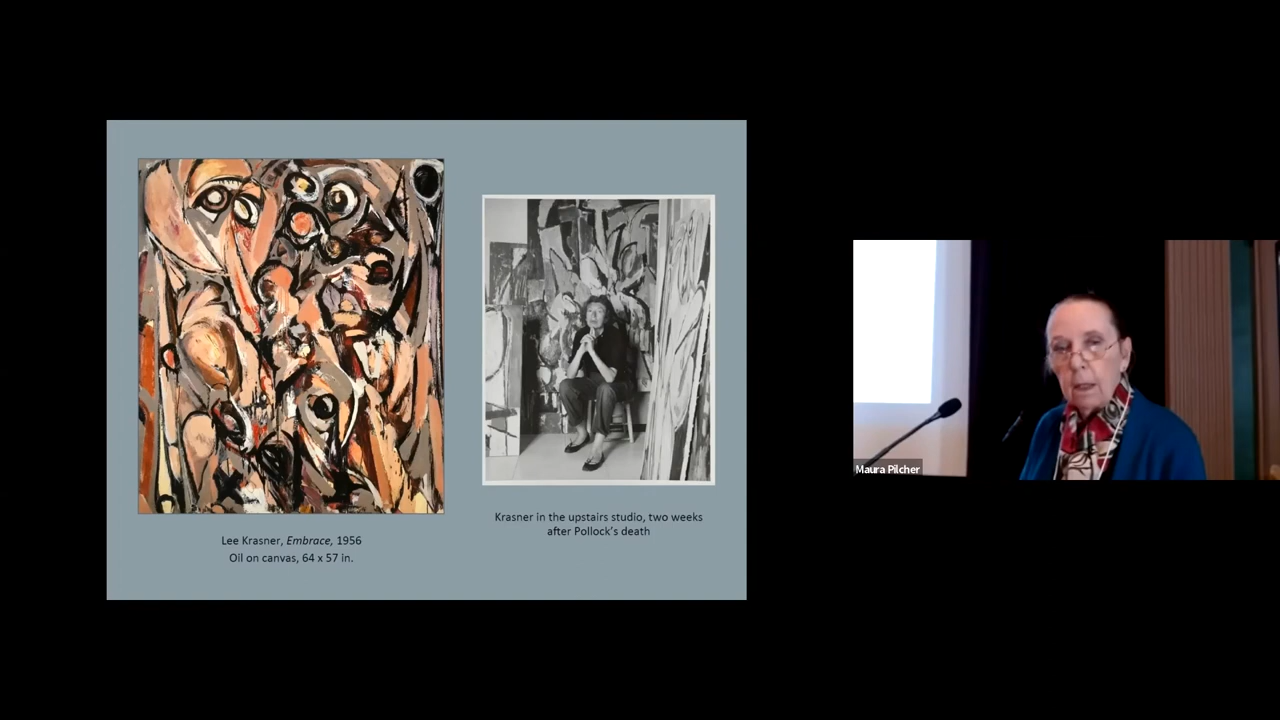 Lee Krasner, Embrace, 1956
Oil on canvas, 64 x 57 in.
Krasner in the upstairs studio, two weeks
after Pollock's death
Maura Pilcher